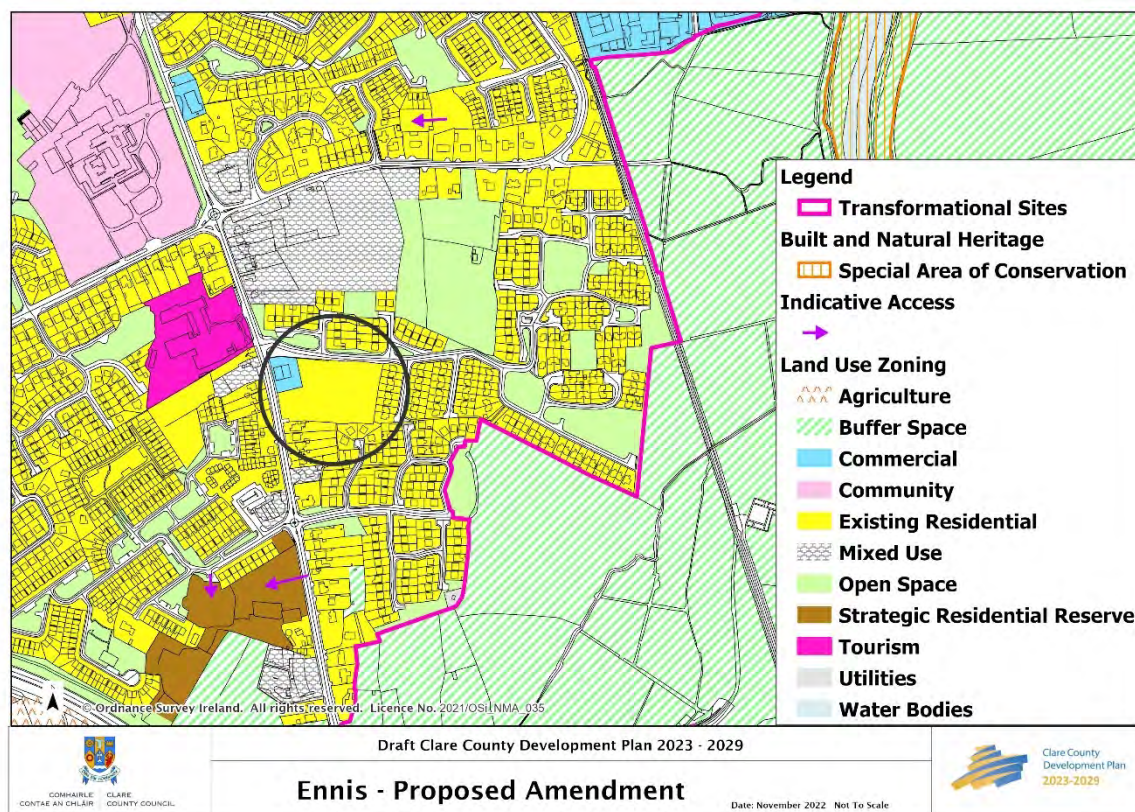 Legend
Transformational Sites
Built and Natural Heritage
Special Area of Conservation
Indicative Access
Land Use Zoning
Agriculture
Buffer Space
Commercial
Community
Existing Residential
Mixed Use
Open Space
Strategic Residential Reserve
Tourism
Utilities
Water Bodies
N
© Ordnance Survey Ireland. All rights reserved. Licence No. 2021/OSi_NMA_035
COMHAIRLE
CONTAE AN CHLÁIR
CLARE
COUNTY COUNCIL
Draft Clare County Development Plan 2023 - 2029
Ennis - Proposed Amendment
Date: November 2022 Not To Scale
Clare County
Development Plan
2023-2029